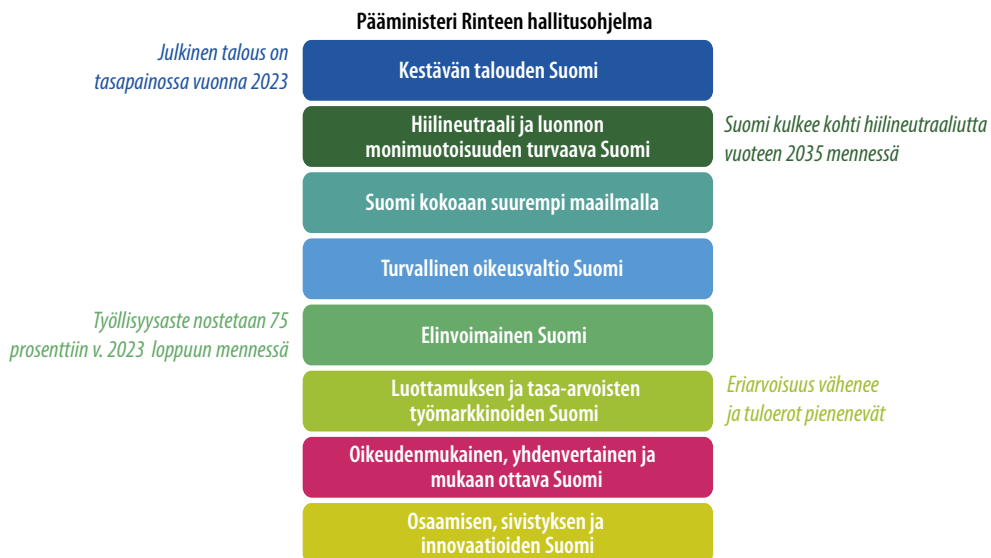 Pääministeri Rinteen hallitusohjelma
Julkinen talous on
tasapainossa vuonna 2023
Kestävän talouden Suomi
Hiilineutraali ja luonnon
monimuotoisuuden turvaava Suomi
Suomi kulkee kohti hiilineutraaliutta
vuoteen 2035 mennessä
Suomi kokoaan suurempi maailmalla
Turvallinen oikeusvaltio Suomi
Työllisyysaste nostetaan 75
prosenttiin v. 2023 loppuun mennessä
Elinvoimainen Suomi
Luottamuksen ja tasa-arvoisten
työmarkkinoiden Suomi
Eriarvoisuus vähenee
ja tuloerot pienenevät
Oikeudenmukainen, yhdenvertainen ja
mukaan ottava Suomi
Osaamisen, sivistyksen ja
innovaatioiden Suomi